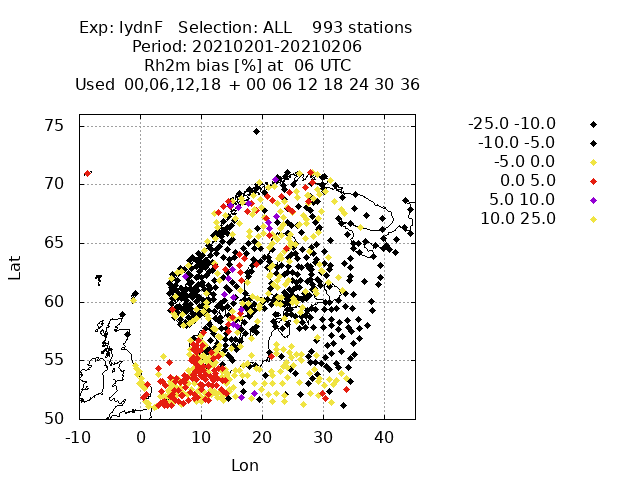 Exp: lydnF   Selection: ALL    993 stations
Period: 20210201-20210206
Rh2m bias [%] at  06 UTC
Used  00,06,12,18  + 00 06 12 18 24 30 36
-25.0 -10.0
-10.0 -5.0
-5.0 0.0
0.0 5.0
5.0 10.0
10.0 25.0
75
70
65
60
55
50
Lat
-10 0 10 20 30 40
Lon